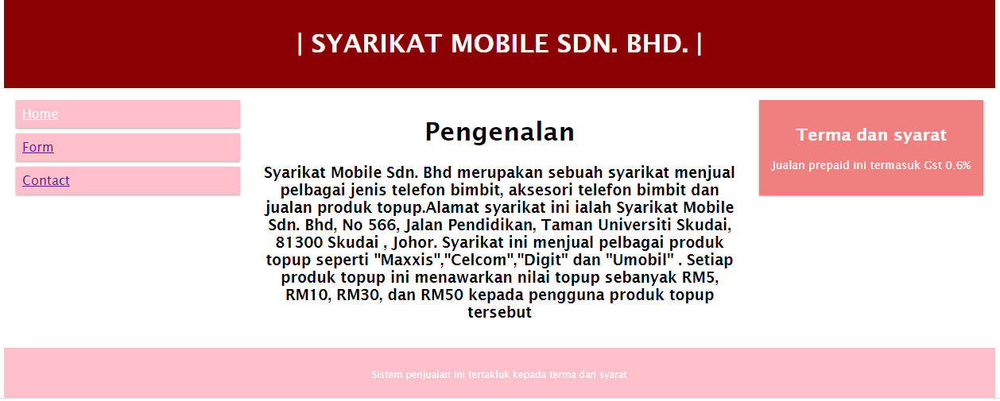 | SYARIKAT MOBILE SDN. BHD. |
Home
Form
Contact
Pengenalan
Syarikat Mobile Sdn. Bhd merupakan sebuah syarikat menjual
pelbagai jenis telefon bimbit, aksesori telefon bimbit dan
jualan produk topup.Alamat syarikat ini ialah Syarikat Mobile
Sdn. Bhd, No 566, Jalan Pendidikan, Taman Universiti Skudai,
81300 Skudai , Johor. Syarikat ini menjual pelbagai produk
topup seperti "Maxxis","Celcom","Digit" dan "Umobil" . Setiap
produk topup ini menawarkan nilai topup sebanyak RM5,
RM10, RM30, dan RM50 kepada pengguna produk topup
tersebut
Terma dan syarat
Jualan prepaid ini termasuk Gst 0.6%
Sistem penjualan ini tertakluk kepada terma dan syarat